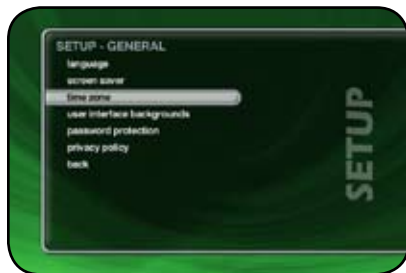 SETUP - GENERAL
language
screen saver
time zone
user interface backgrounds
password protection
privacy policy
back
SETUP